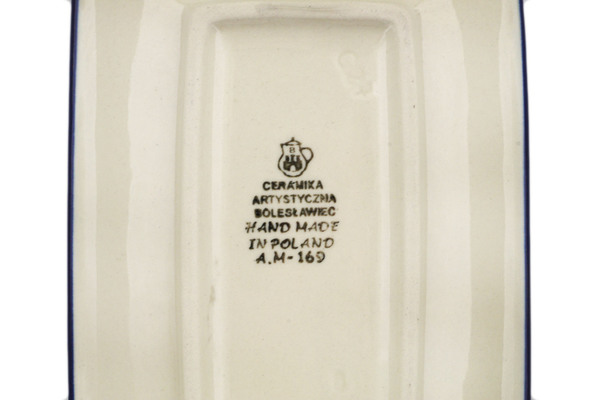 B
CERAMIKA
ARTYSTYCZNA
BOLESŁAWIEC
HAND MADE
IN POLAND
A.M-169